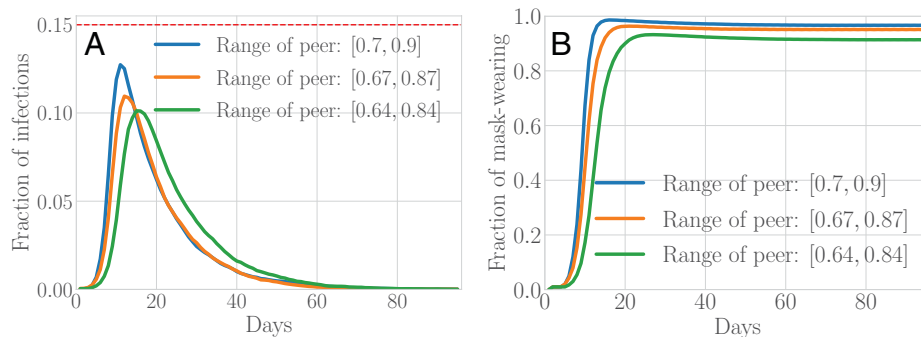 A
Fraction of infections
0.15
0.10
0.05
0.00
Range of peer: [0.7, 0.9]
Range of peer: [0.67, 0.87]
Range of peer: [0.64, 0.84]
0 20 40 60 80
Days
B
Fraction of mask-wearing
1.0
0.8
0.6
0.4
0.2
0.0
Range of peer: [0.7, 0.9]
Range of peer: [0.67, 0.87]
Range of peer: [0.64, 0.84]
0 20 40 60 80
Days